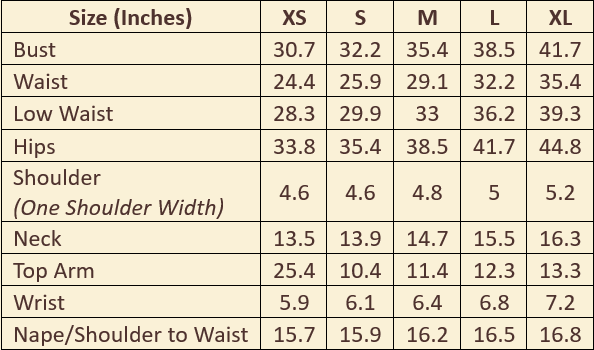 Size (Inches) XS S M L XL
Bust 30.7 32.2 35.4 38.5 41.7
Waist 24.4 25.9 29.1 32.2 35.4
Low Waist 28.3 29.9 33 36.2 39.3
Hips 33.8 35.4 38.5 41.7 44.8
Shoulder
(One Shoulder Width) 4.6 4.6 4.8 5 5.2
Neck 13.5 13.9 14.7 15.5 16.3
Top Arm 25.4 10.4 11.4 12.3 13.3
Wrist 5.9 6.1 6.4 6.8 7.2
Nape/Shoulder to Waist 15.7 15.9 16.2 16.5 16.8